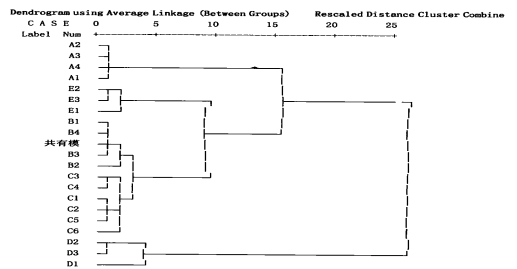 Dendrogram using Average Linkage (Between Groups) Rescaled Distance Cluster Combine
C A S E 0 5 10 15 20 25
Label Num
A2
A3
A4
A1
E2
E3
E1
B1
B4
共有模
B3
B2
C3
C4
C1
C2
C5
C6
D2
D3
D1